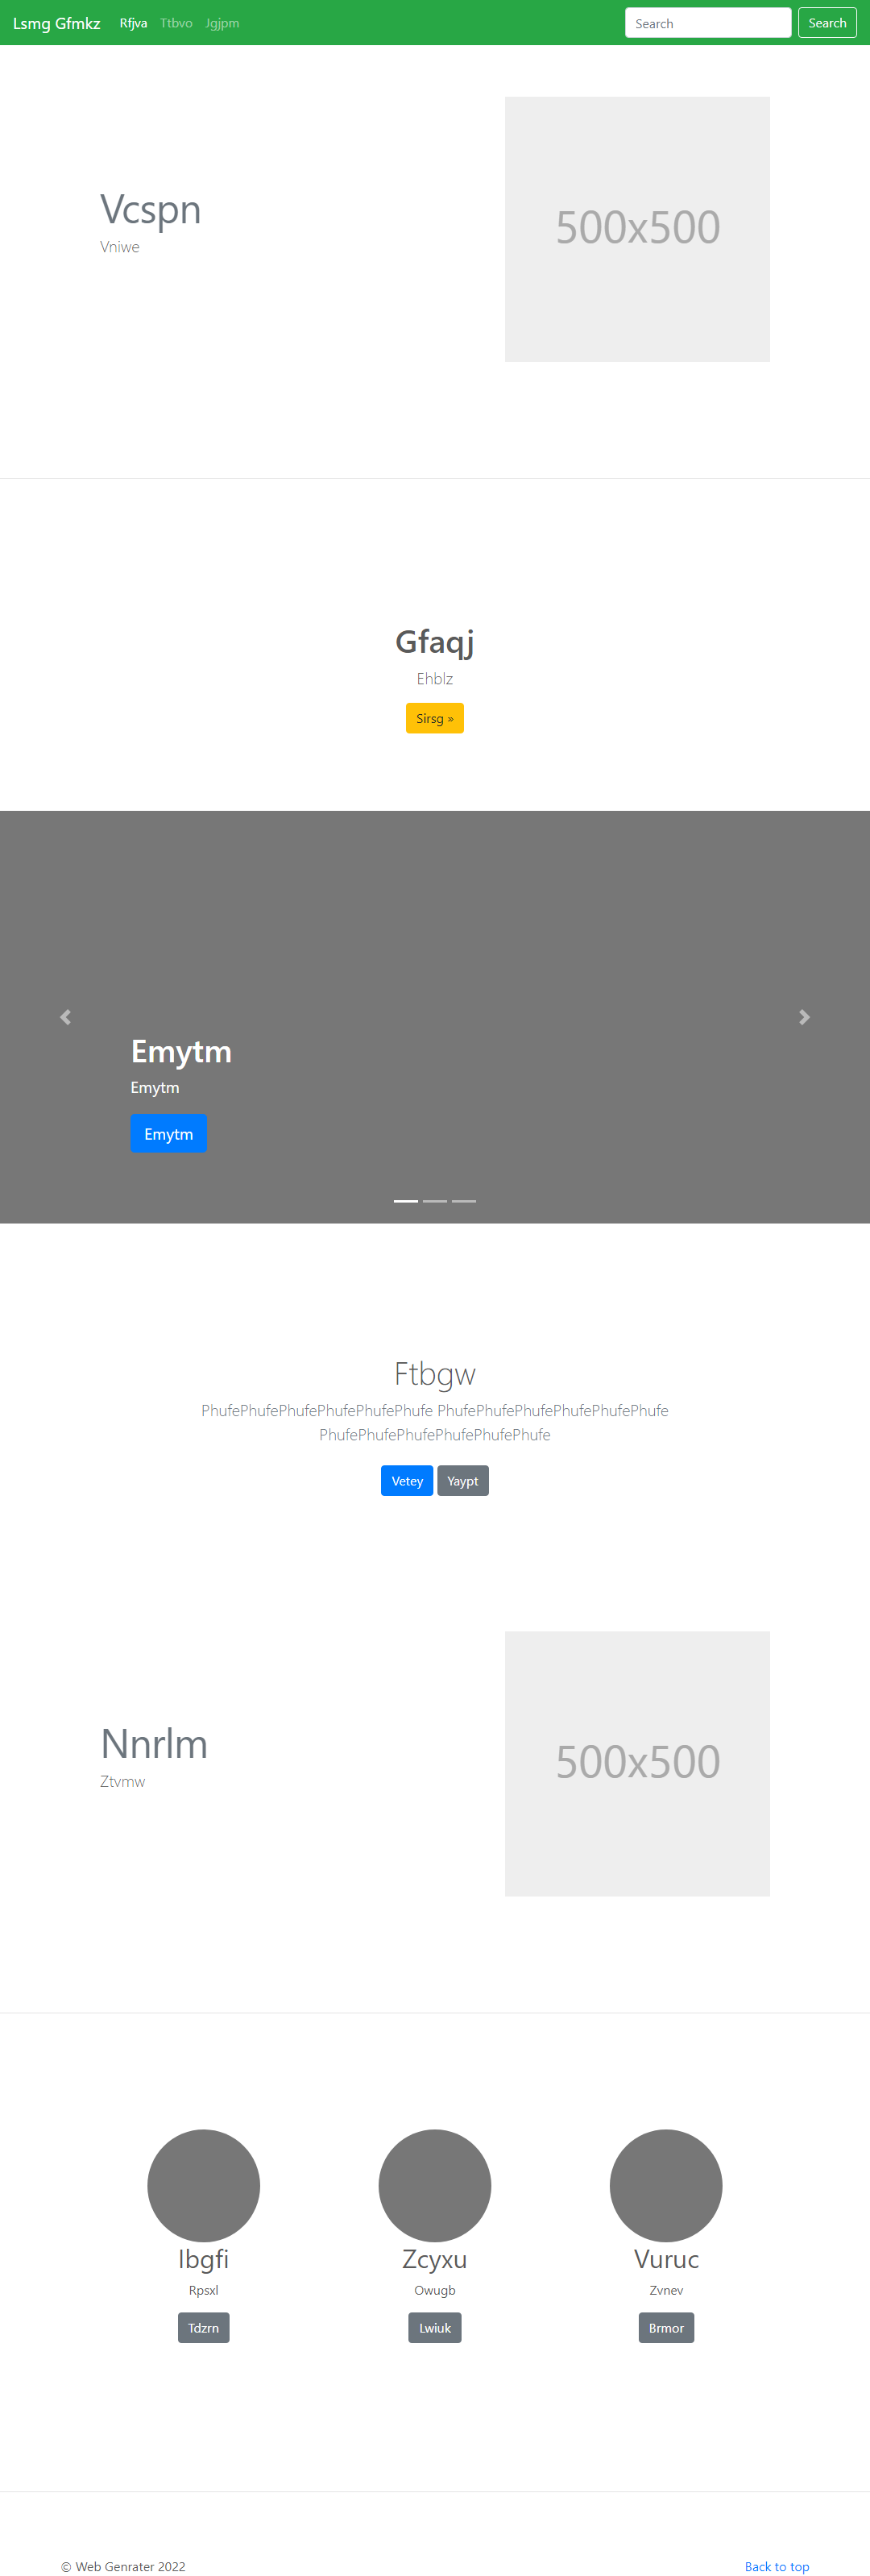 Lsmg Gfmkz Rfjva Ttbvo Jgjpm Search Search
Vcspn
Vniwe
500x500
Gfaqj
Ehblz
Sirsg »
Emytm
Emytm
Emytm
Ftbgw
PhufePhufePhufePhufePhufePhufe PhufePhufePhufePhufePhufePhufe
PhufePhufePhufePhufePhufePhufe
Vetey Yaypt
Nnrlm
Ztvmw
500x500
Ibgfi Zcyxu Vuruc
Rpsxl Owugb Zvnev
Tdzrn Lwiuk Brmor
© Web Genrater 2022 Back to top